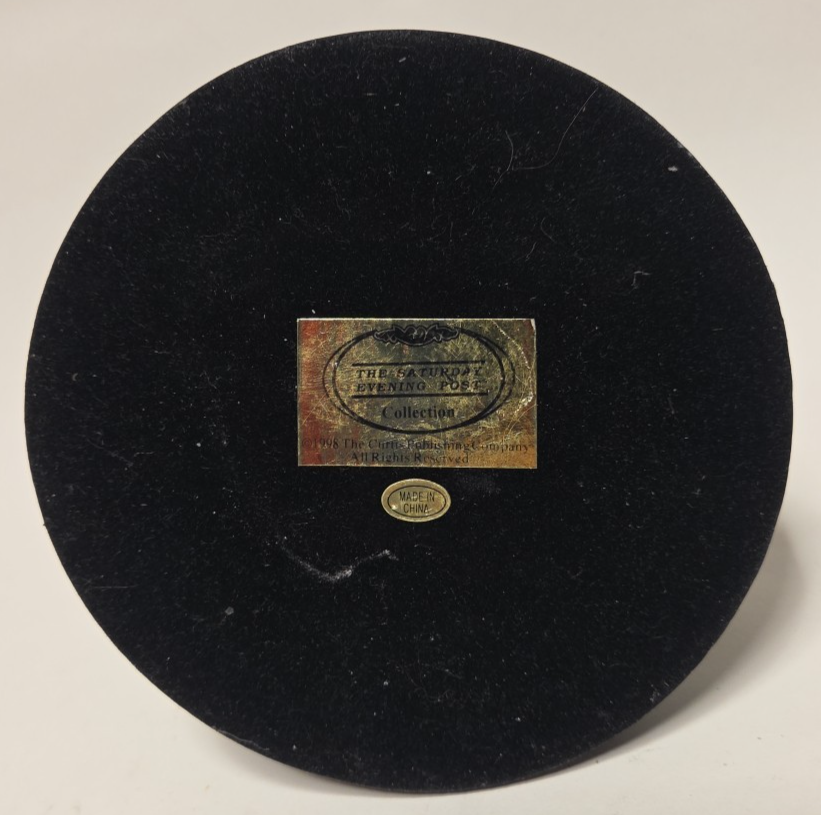 THE SATURDAY
EVENING POST
Collection
©1998 The Curtis Publishing Company
All Rights Reserved
MADE IN
CHINA